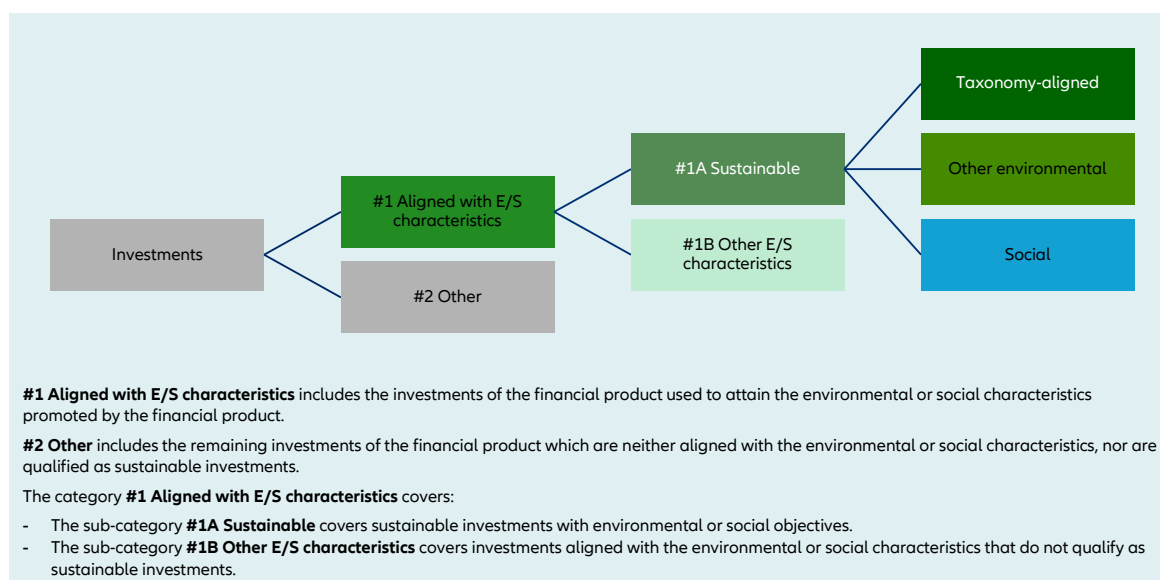 Taxonomy-aligned
#1A Sustainable
Other environmental
#1 Aligned with E/S
characteristics
Investments
#1B Other E/S
characteristics
Social
#2 Other
#1 Aligned with E/S characteristics includes the investments of the financial product used to attain the environmental or social characteristics
promoted by the financial product.
#2 Other includes the remaining investments of the financial product which are neither aligned with the environmental or social characteristics, nor are
qualified as sustainable investments.
The category #1 Aligned with E/S characteristics covers:
- The sub-category #1A Sustainable covers sustainable investments with environmental or social objectives.
- The sub-category #1B Other E/S characteristics covers investments aligned with the environmental or social characteristics that do not qualify as
sustainable investments.